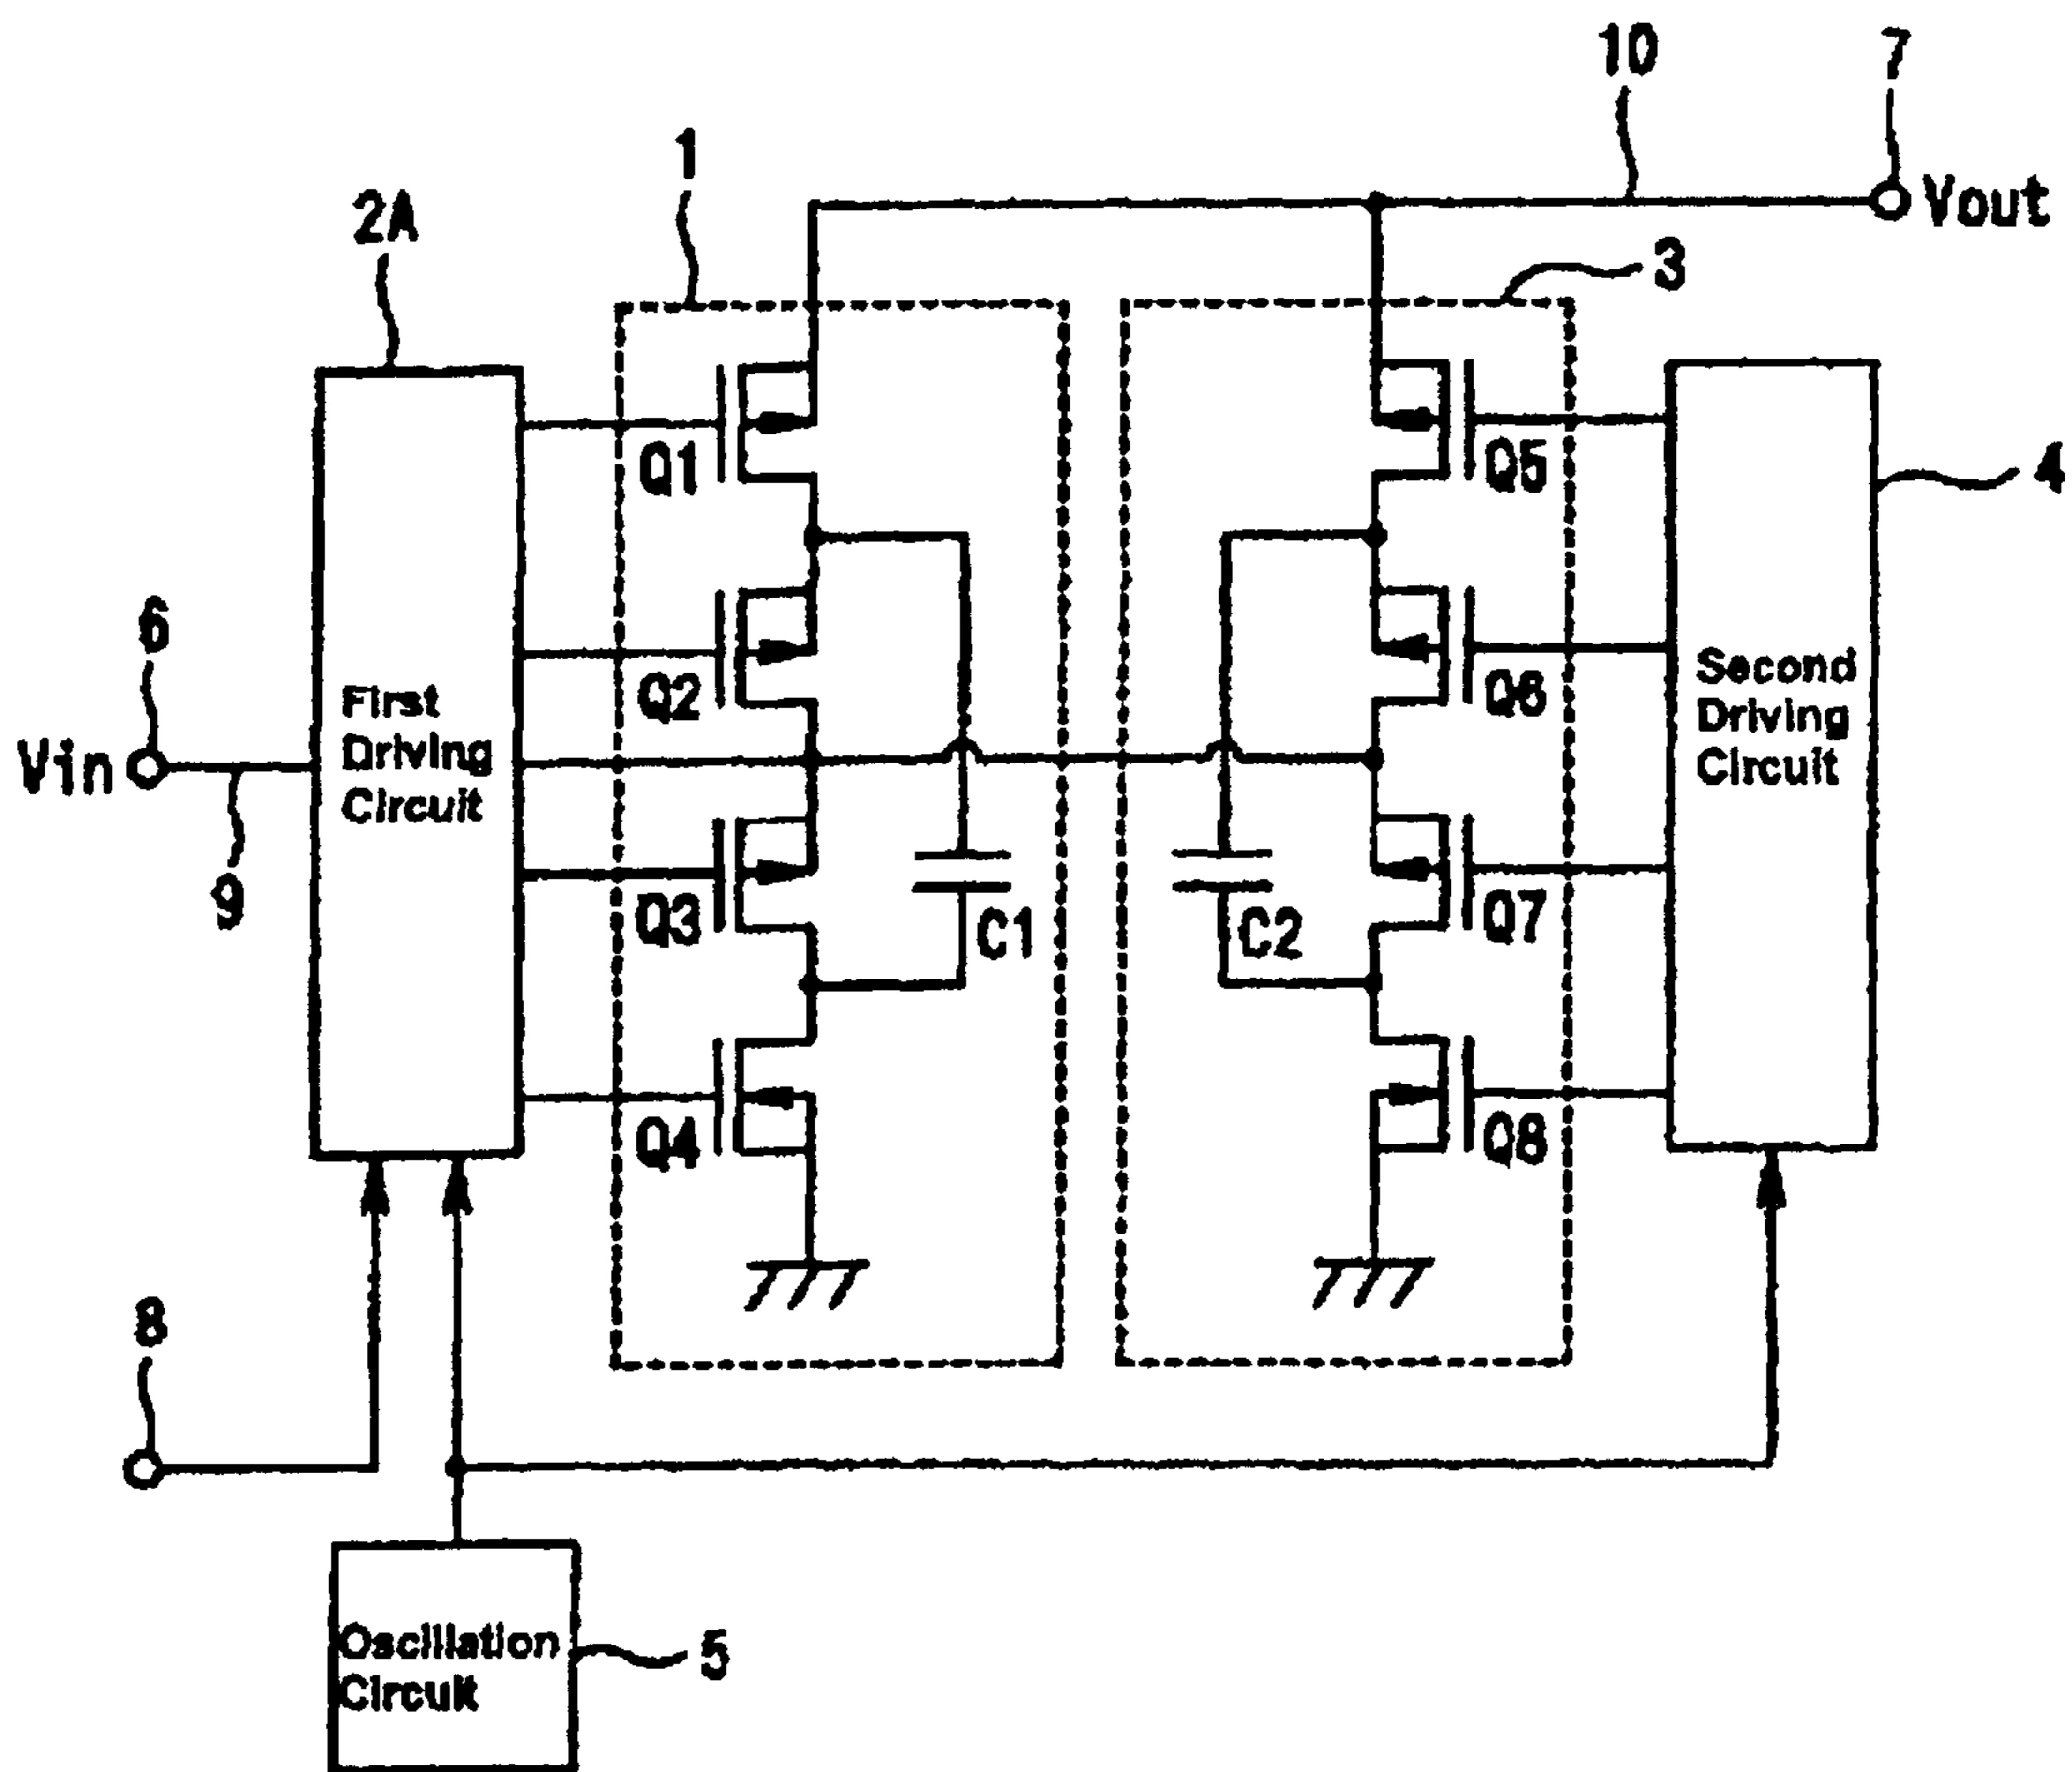 10
7
1
2A
Vout
3
Q1
Q5
4
6
Q2
Q6
Vin
First
Driving
Circuit
Second
Driving
Circuit
9
Q3
C1
C2
Q7
Q4
Q8
8
Oscillation
Circuit
5